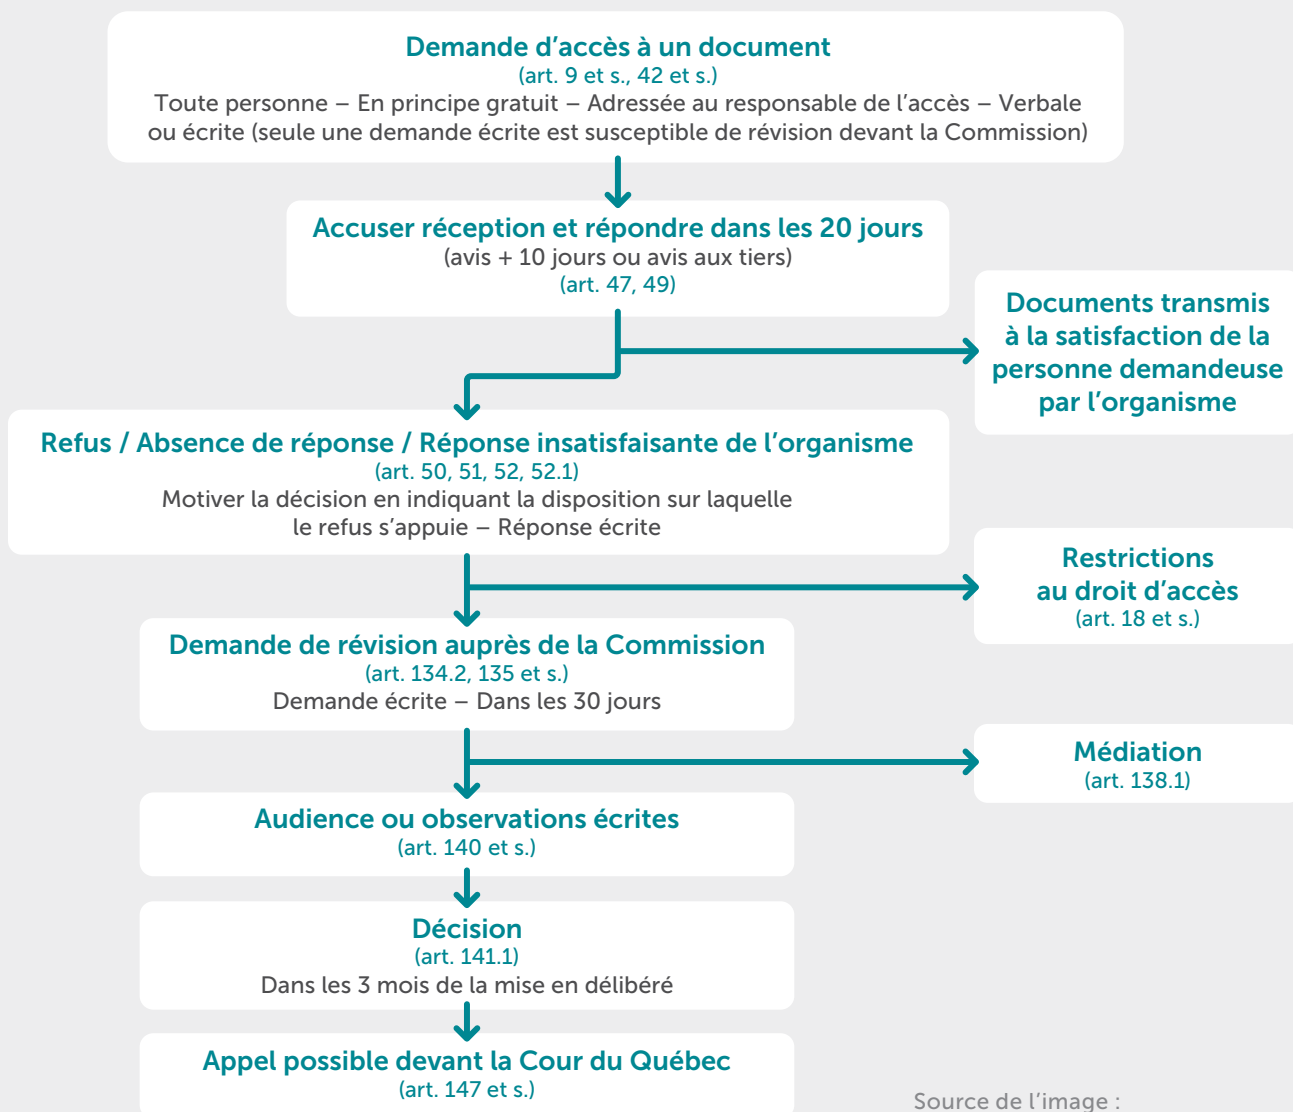 Demande d’accès à un document
(art. 9 et s., 42 et s.)
Toute personne – En principe gratuit – Adressée au responsable de l’accès – Verbale
ou écrite (seule une demande écrite est susceptible de révision devant la Commission)
Accuser réception et répondre dans les 20 jours
(avis + 10 jours ou avis aux tiers)
(art. 47, 49)
Documents transmis
à la satisfaction de la
personne demandeuse
par l’organisme
Refus / Absence de réponse / Réponse insatisfaisante de l’organisme
(art. 50, 51, 52, 52.1)
Motiver la décision en indiquant la disposition sur laquelle
le refus s’appuie – Réponse écrite
Restrictions
au droit d’accès
(art. 18 et s.)
Demande de révision auprès de la Commission
(art. 134.2, 135 et s.)
Demande écrite – Dans les 30 jours
Médiation
(art. 138.1)
Audience ou observations écrites
(art. 140 et s.)
Décision
(art. 141.1)
Dans les 3 mois de la mise en délibéré
Appel possible devant la Cour du Québec
(art. 147 et s.)
Source de l’image :